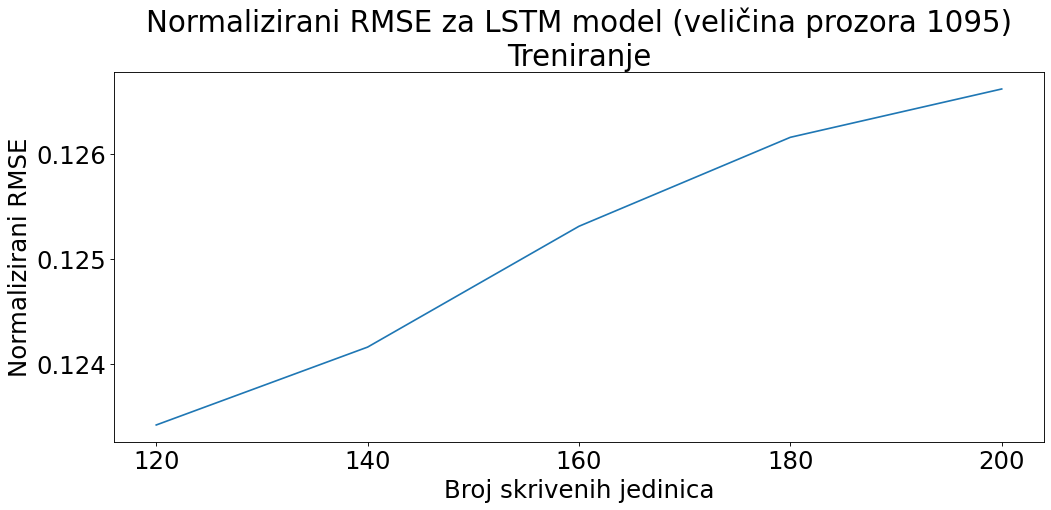 Normalizirani RMSE za LSTM model (veličina prozora 1095)
Treniranje
Normalizirani RMSE
0.126
0.125
0.124
120 140 160 180 200
Broj skrivenih jedinica